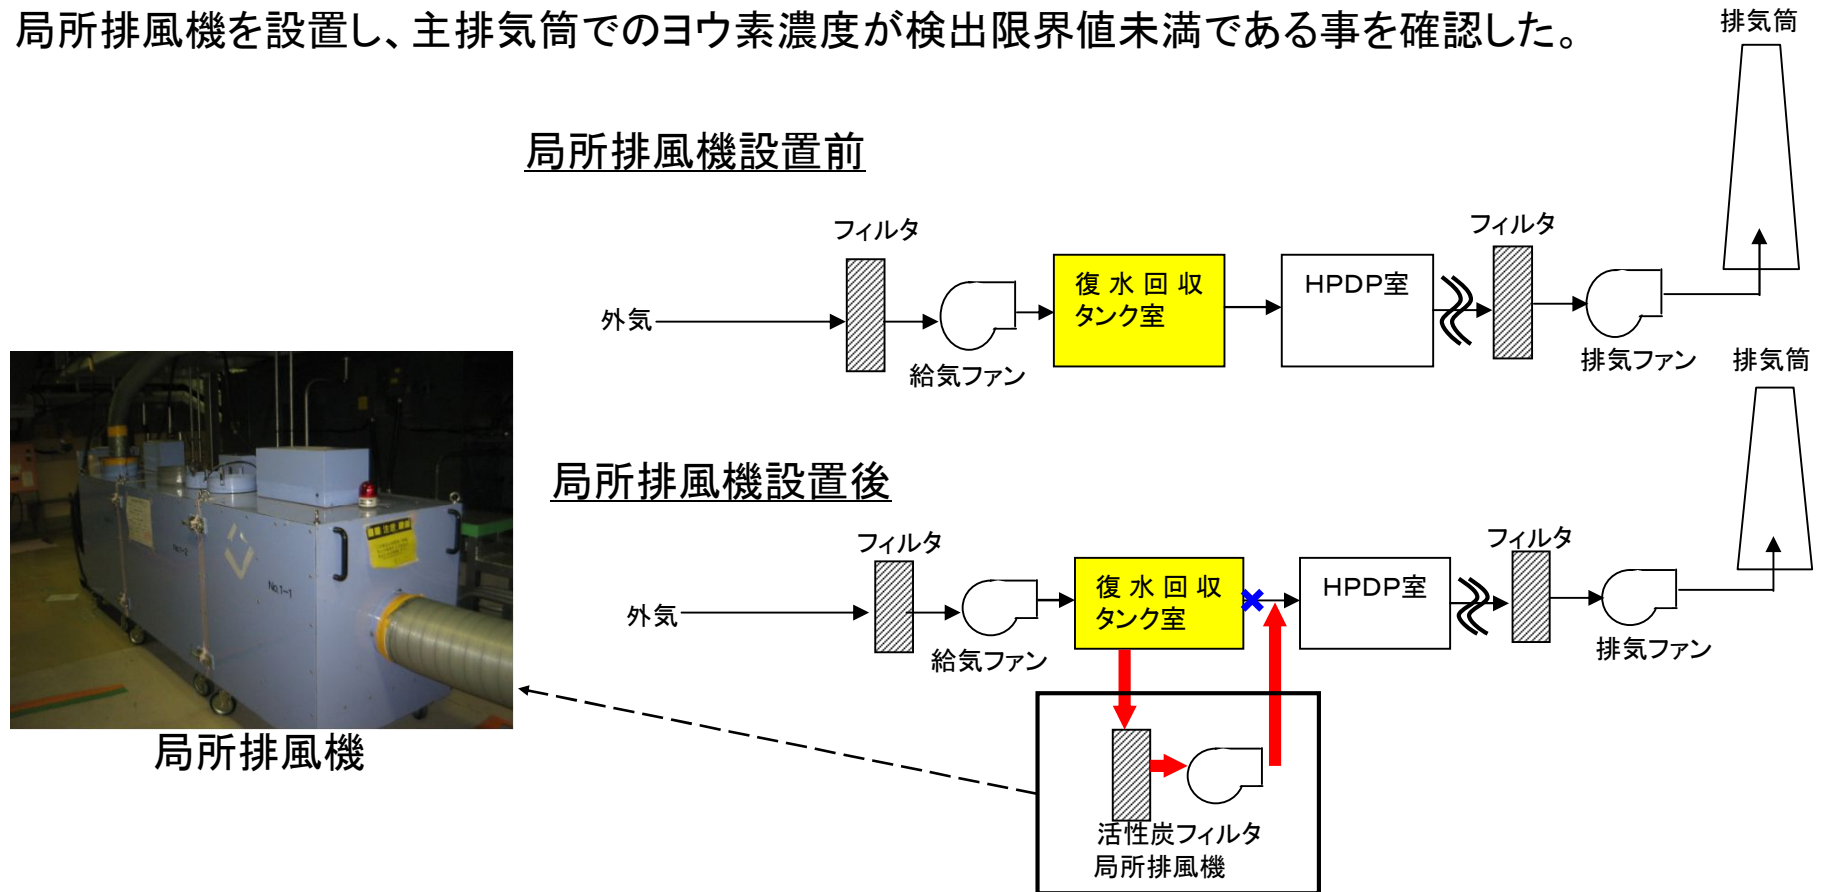 局所排風機を設置し、主排気筒でのヨウ素濃度が検出限界値未満である事を確認した。
排気筒
局所排風機設置前
フィルタ
フィルタ
外気
給気ファン
復水回収
タンク室
HPDP室
排気ファン
排気筒
局所排風機設置後
フィルタ
フィルタ
外気
給気ファン
復水回収
タンク室
HPDP室
排気ファン
活性炭フィルタ
局所排風機
No.1-2
No.1-1
局所排風機